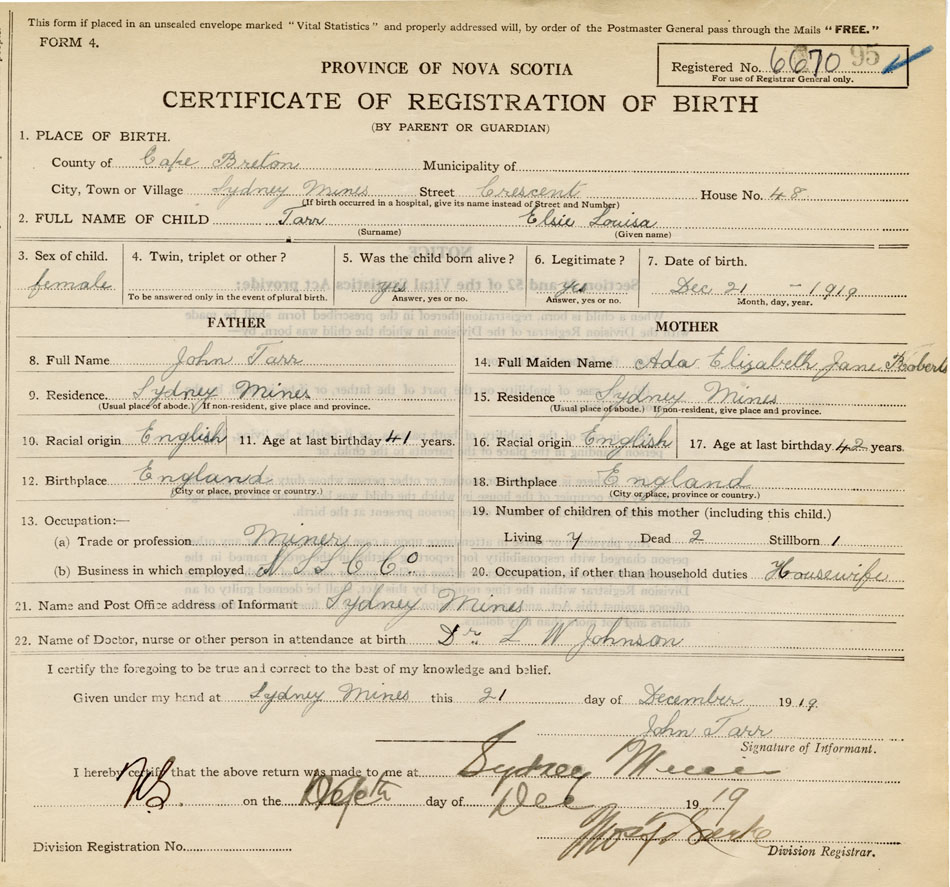 This form if placed in an unsealed envelope marked "Vital Statistics" and properly addressed will, by order of the Postmaster General pass through the Mails "FREE."
FORM 4.
Registered No. 6670 95
For use of Registrar General only.
PROVINCE OF NOVA SCOTIA
CERTIFICATE OF REGISTRATION OF BIRTH
(BY PARENT OR GUARDIAN)
1. PLACE OF BIRTH.
County of Cape Breton Municipality of
City, Town or Village Sydney Mines Street Crescent House No. 48
(If birth occurred in a hospital, give its name instead of Street and Number)
2. FULL NAME OF CHILD Tarr Elsie Louisa
(Surname) (Given name)
3. Sex of child. female
4. Twin, triplet or other?
To be answered only in the event of plural birth.
5. Was the child born alive? yes
Answer, yes or no.
6. Legitimate? yes
Answer, yes or no.
7. Date of birth. Dec 21 - 1919
Month, day, year.
FATHER
8. Full Name John Tarr
9. Residence. Sydney Mines
(Usual place of abode.) If non-resident, give place and province.
10. Racial origin English 11. Age at last birthday 41 years.
12. Birthplace England
(City or place, province or country.)
13. Occupation:—
(a) Trade or profession Miner
(b) Business in which employed N S S C Co
MOTHER
14. Full Maiden Name Ada Elizabeth Jane Roberts
15. Residence Sydney Mines
(Usual place of abode.) If non-resident, give place and province.
16. Racial origin English 17. Age at last birthday 42 years.
18. Birthplace England
(City or place, province or country.)
19. Number of children of this mother (including this child.)
Living 7 Dead 2 Stillborn 1
20. Occupation, if other than household duties Housewife
21. Name and Post Office address of Informant Sydney Mines
22. Name of Doctor, nurse or other person in attendance at birth Dr L W Johnson
I certify the foregoing to be true and correct to the best of my knowledge and belief.
Given under my hand at Sydney Mines this 21 day of December 1919.
John Tarr
Signature of Informant.
I hereby certify that the above return was made to me at Sydney Mines
N.S. on the day of Dec 1919
Division Registration No. Division Registrar.